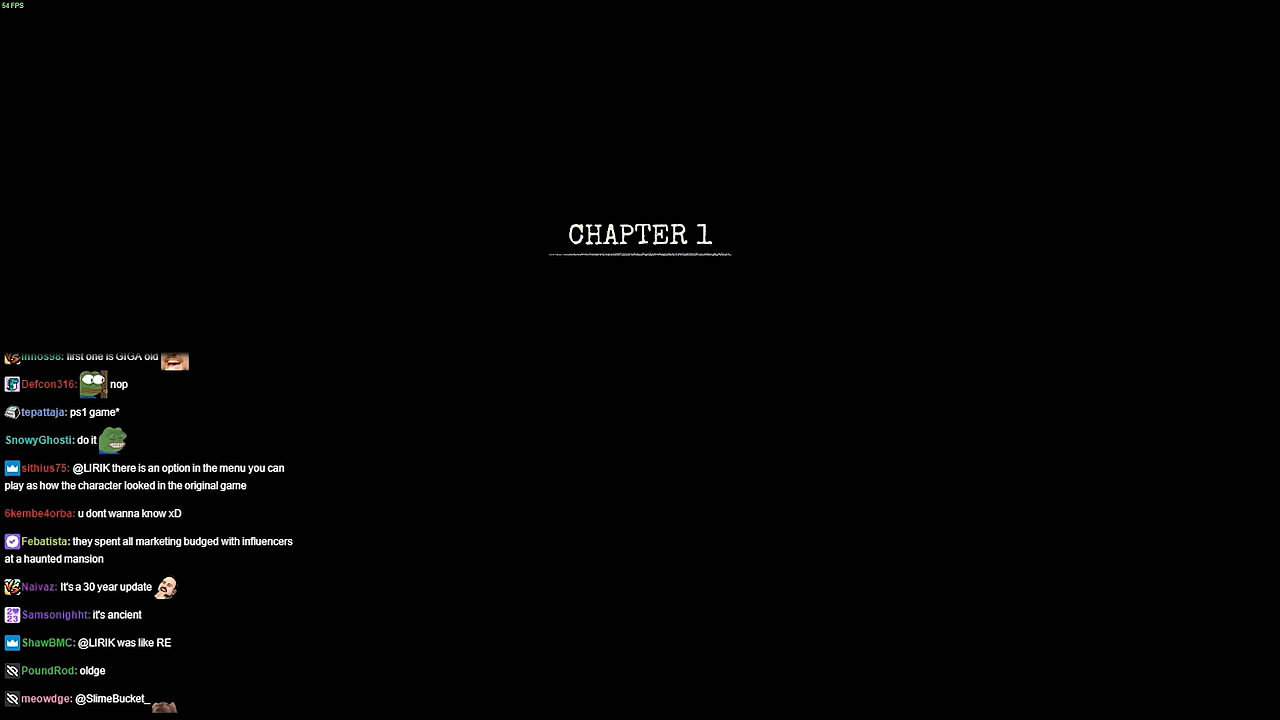 54 FPS
CHAPTER 1
innos98: first one is GIGA old
Defcon316: nop
tepattaja: ps1 game*
SnowyGhosti: do it
sithius75: @LIRIK there is an option in the menu you can
play as how the character looked in the original game
6kembe4orba: u dont wanna know xD
Febatista: they spent all marketing budged with influencers
at a haunted mansion
Naivaz: It's a 30 year update
Samsonighht: it's ancient
ShawBMC: @LIRIK was like RE
PoundRod: oldge
meowdge: @SlimeBucket_